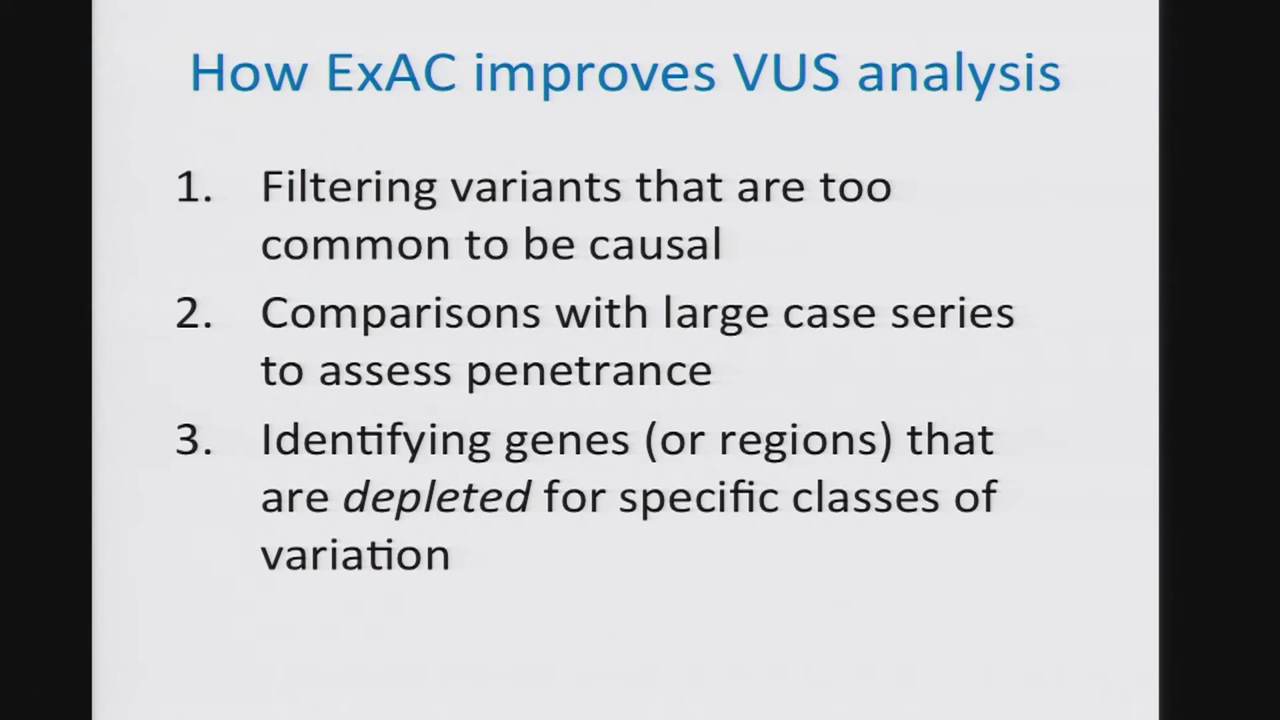 How ExAC improves VUS analysis
1. Filtering variants that are too
common to be causal
2. Comparisons with large case series
to assess penetrance
3. Identifying genes (or regions) that
are depleted for specific classes of
variation